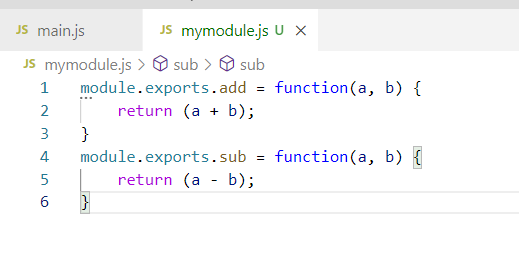 JS main.js JS mymodule.js U ×
JS mymodule.js > sub > sub
1 module.exports.add = function(a, b) {
2     return (a + b);
3 }
4 module.exports.sub = function(a, b) {
5     return (a - b);
6 }